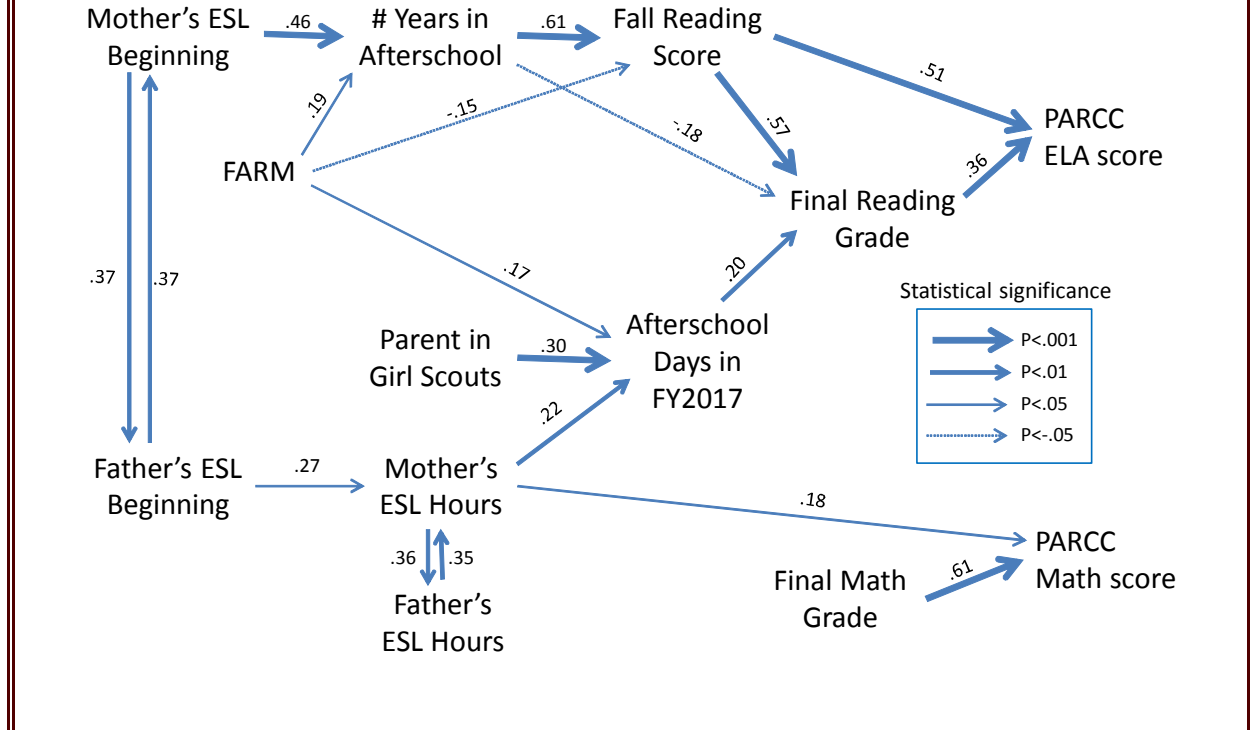 Mother's ESL
Beginning
.46
# Years in
Afterschool
.61
Fall Reading
Score
.51
PARCC
ELA score
.19
-.15
-.18
.57
.36
FARM
Final Reading
Grade
.37
.37
.17
.20
Statistical significance
P<.001
P<.01
P<.05
P<-.05
Parent in
Girl Scouts
.30
Afterschool
Days in
FY2017
.22
Father's ESL
Beginning
.27
Mother's
ESL Hours
.18
.36
.35
Father's
ESL Hours
Final Math
Grade
.61
PARCC
Math score